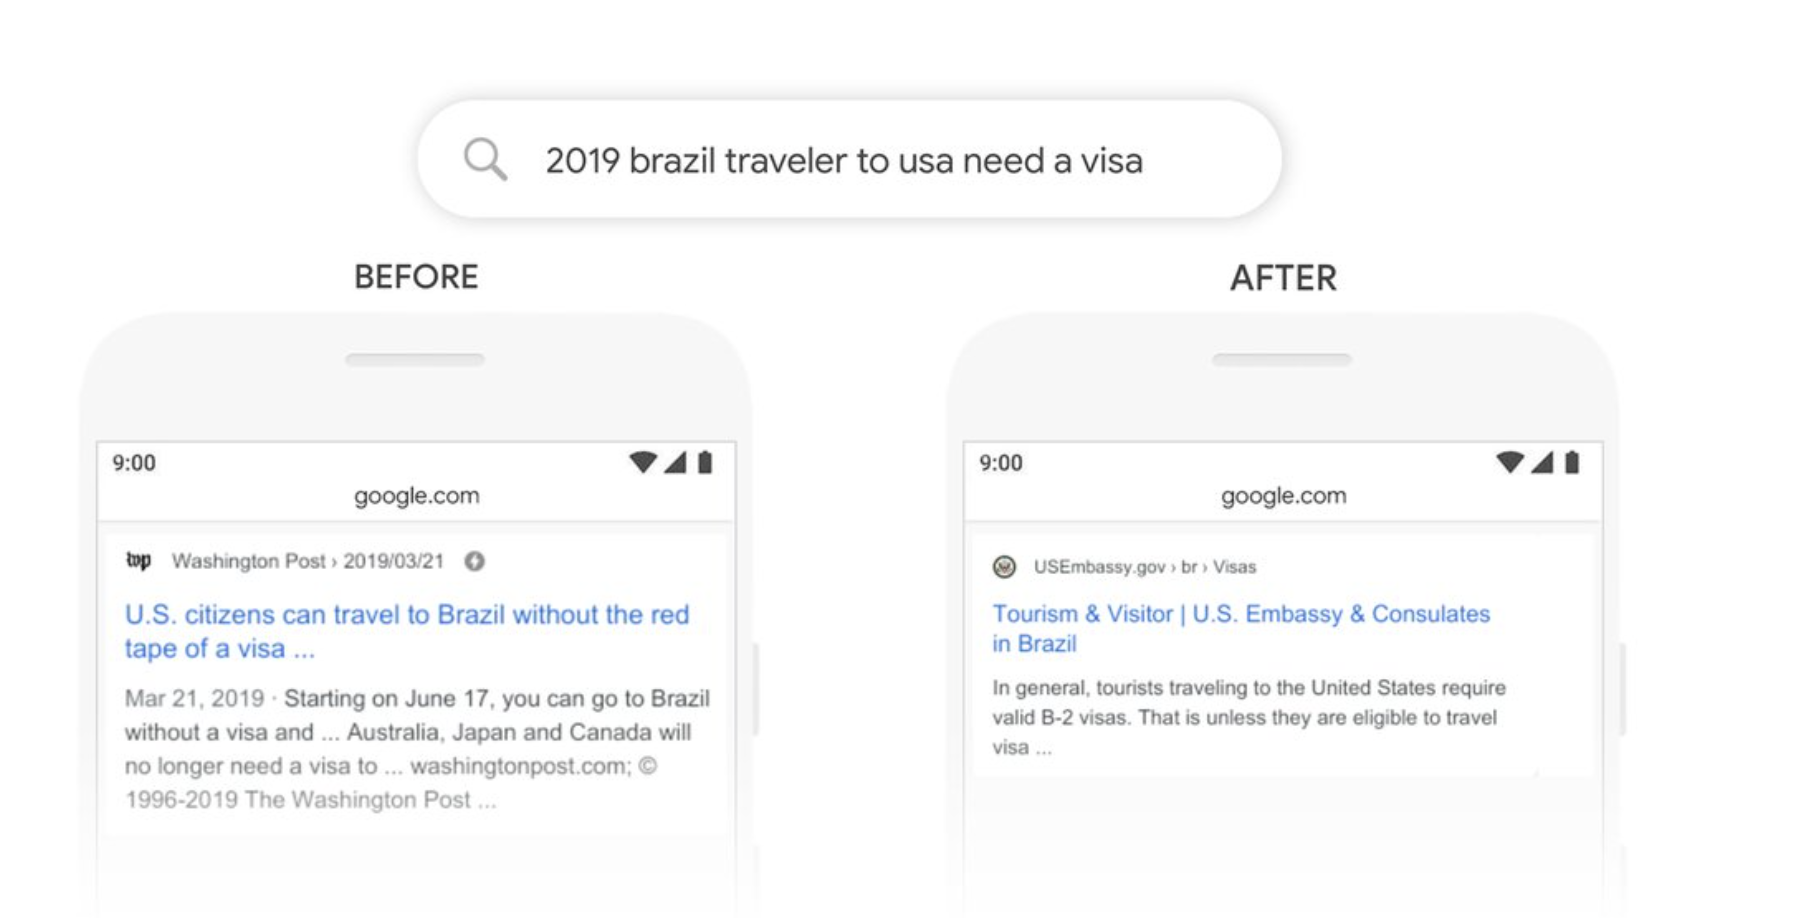 2019 brazil traveler to usa need a visa
BEFORE
9:00
google.com
wp Washington Post › 2019/03/21
U.S. citizens can travel to Brazil without the red
tape of a visa ...
Mar 21, 2019 · Starting on June 17, you can go to Brazil
without a visa and ... Australia, Japan and Canada will
no longer need a visa to ... washingtonpost.com; ©
1996-2019 The Washington Post ...
AFTER
9:00
google.com
USEmbassy.gov › br › Visas
Tourism & Visitor | U.S. Embassy & Consulates
in Brazil
In general, tourists traveling to the United States require
valid B-2 visas. That is unless they are eligible to travel
visa ...